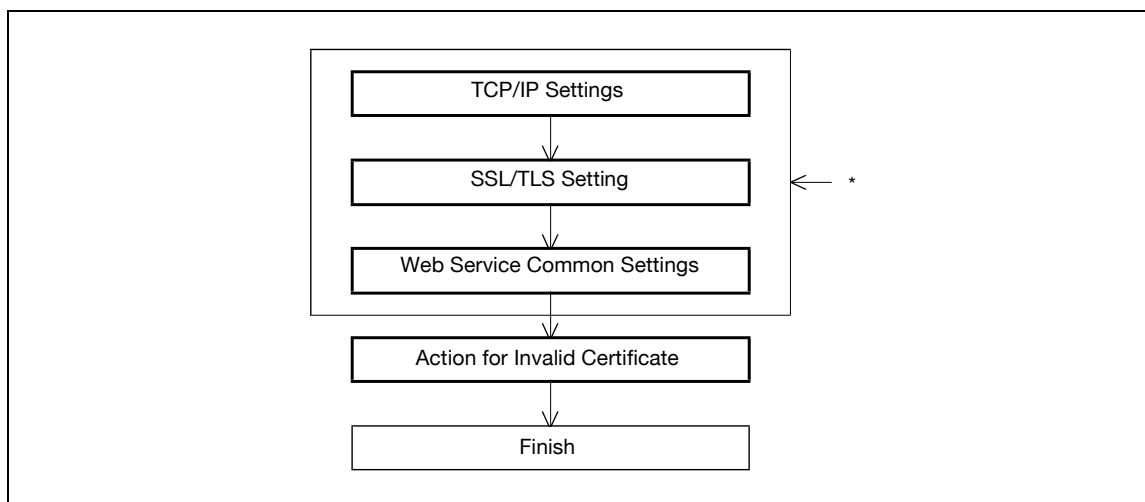 TCP/IP Settings
SSL/TLS Setting
*
Web Service Common Settings
Action for Invalid Certificate
Finish